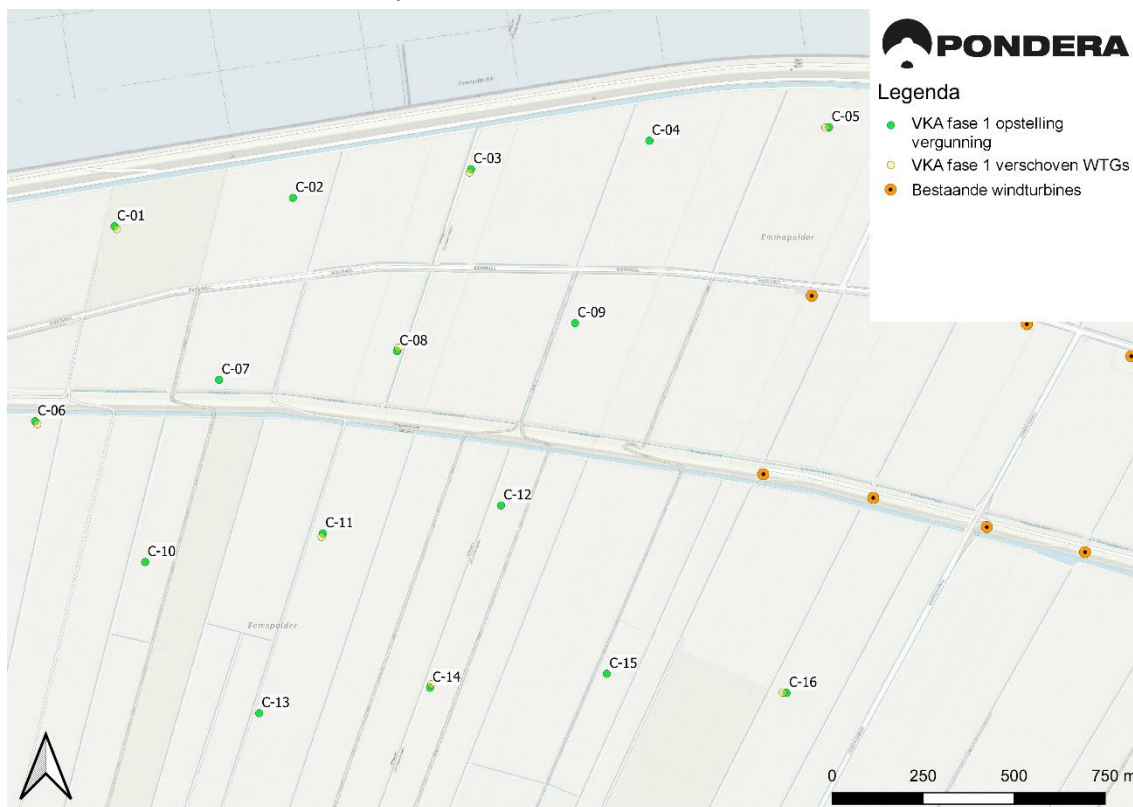 PONDERA
Legenda
VKA fase 1 opstelling
vergunning
VKA fase 1 verschoven WTGs
Bestaande windturbines
C-05
C-04
C-03
C-02
C-01
Emmapolder
C-09
C-08
C-07
C-06
C-12
C-11
C-10
Eemspolder
C-15
C-14
C-16
C-13
0 250 500 750 m